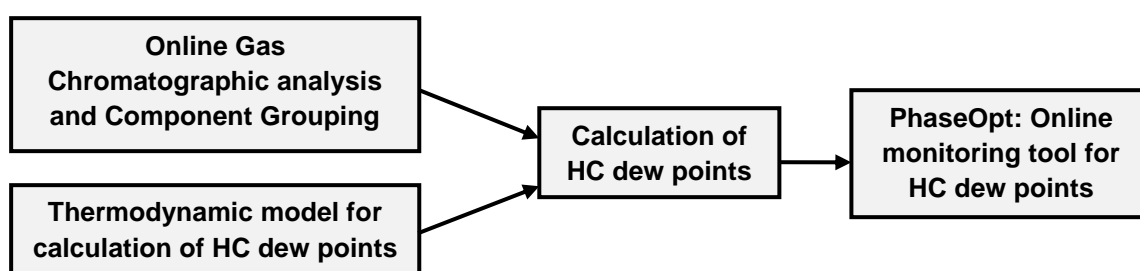 Online Gas
Chromatographic analysis
and Component Grouping
Thermodynamic model for
calculation of HC dew points
Calculation of
HC dew points
PhaseOpt: Online
monitoring tool for
HC dew points